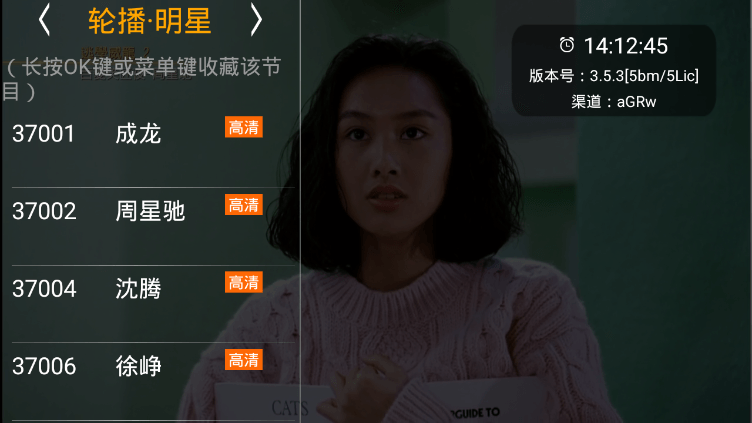 轮播·明星
（长按OK键或菜单键收藏该节
目）
37001 成龙 高清
37002 周星驰 高清
37004 沈腾 高清
37006 徐峥 高清
14:12:45
版本号：3.5.3[5bm/5Lic]
渠道：aGRw
CATS
GUIDE TO